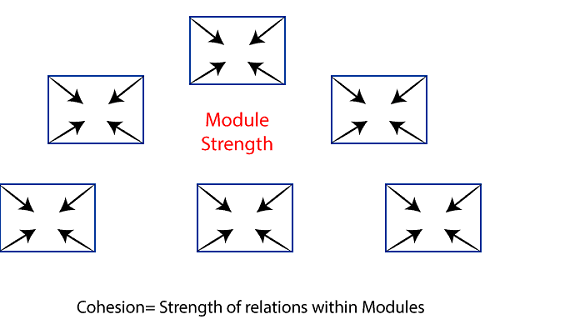 Module
Strength
Cohesion= Strength of relations within Modules